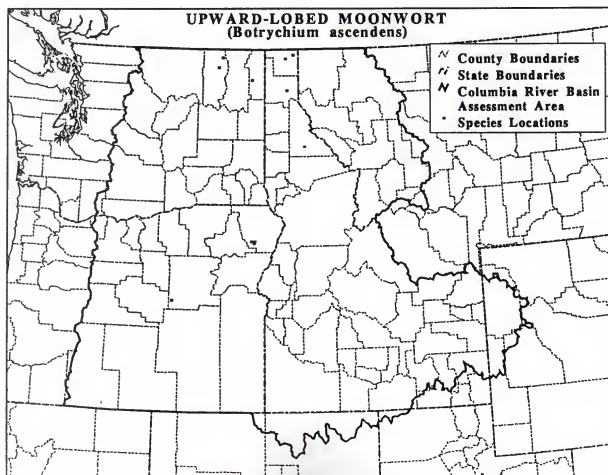 UPWARD-LOBED MOONWORT
(Botrychium ascendens)
County Boundaries
State Boundaries
Columbia River Basin
Assessment Area
Species Locations